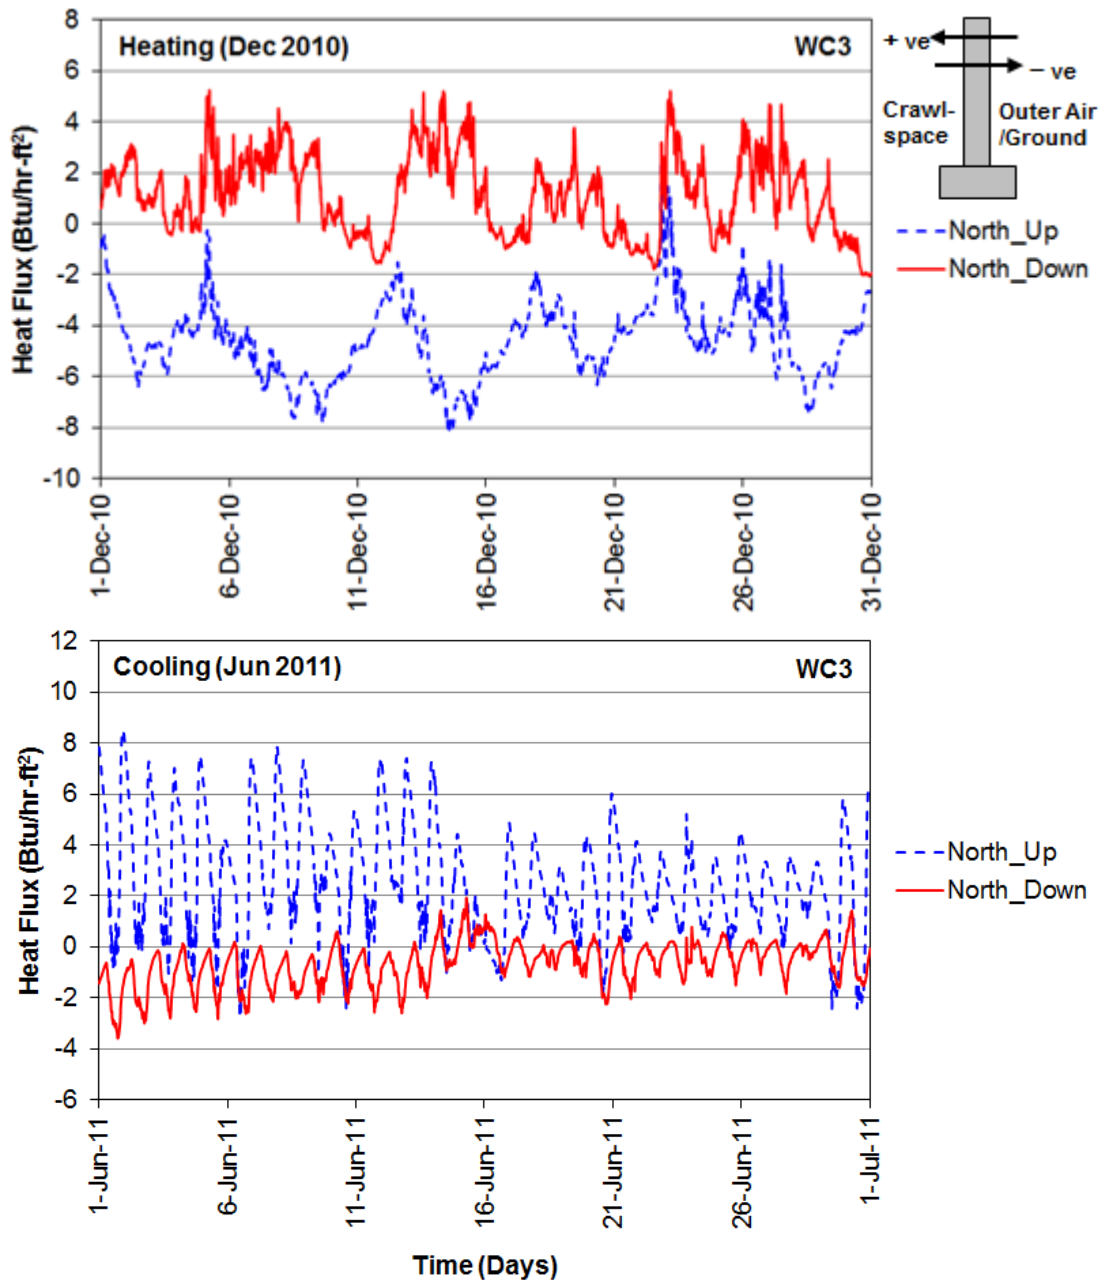 Heating (Dec 2010)
WC3
Heat Flux (Btu/hr-ft²)
8
6
4
2
0
-2
-4
-6
-8
-10
1-Dec-10
6-Dec-10
11-Dec-10
16-Dec-10
21-Dec-10
26-Dec-10
31-Dec-10
+ ve
– ve
Crawl-
space
Outer Air
/Ground
North_Up
North_Down
Cooling (Jun 2011)
WC3
Heat Flux (Btu/hr-ft²)
12
10
8
6
4
2
0
-2
-4
-6
1-Jun-11
6-Jun-11
11-Jun-11
16-Jun-11
21-Jun-11
26-Jun-11
1-Jul-11
North_Up
North_Down
Time (Days)